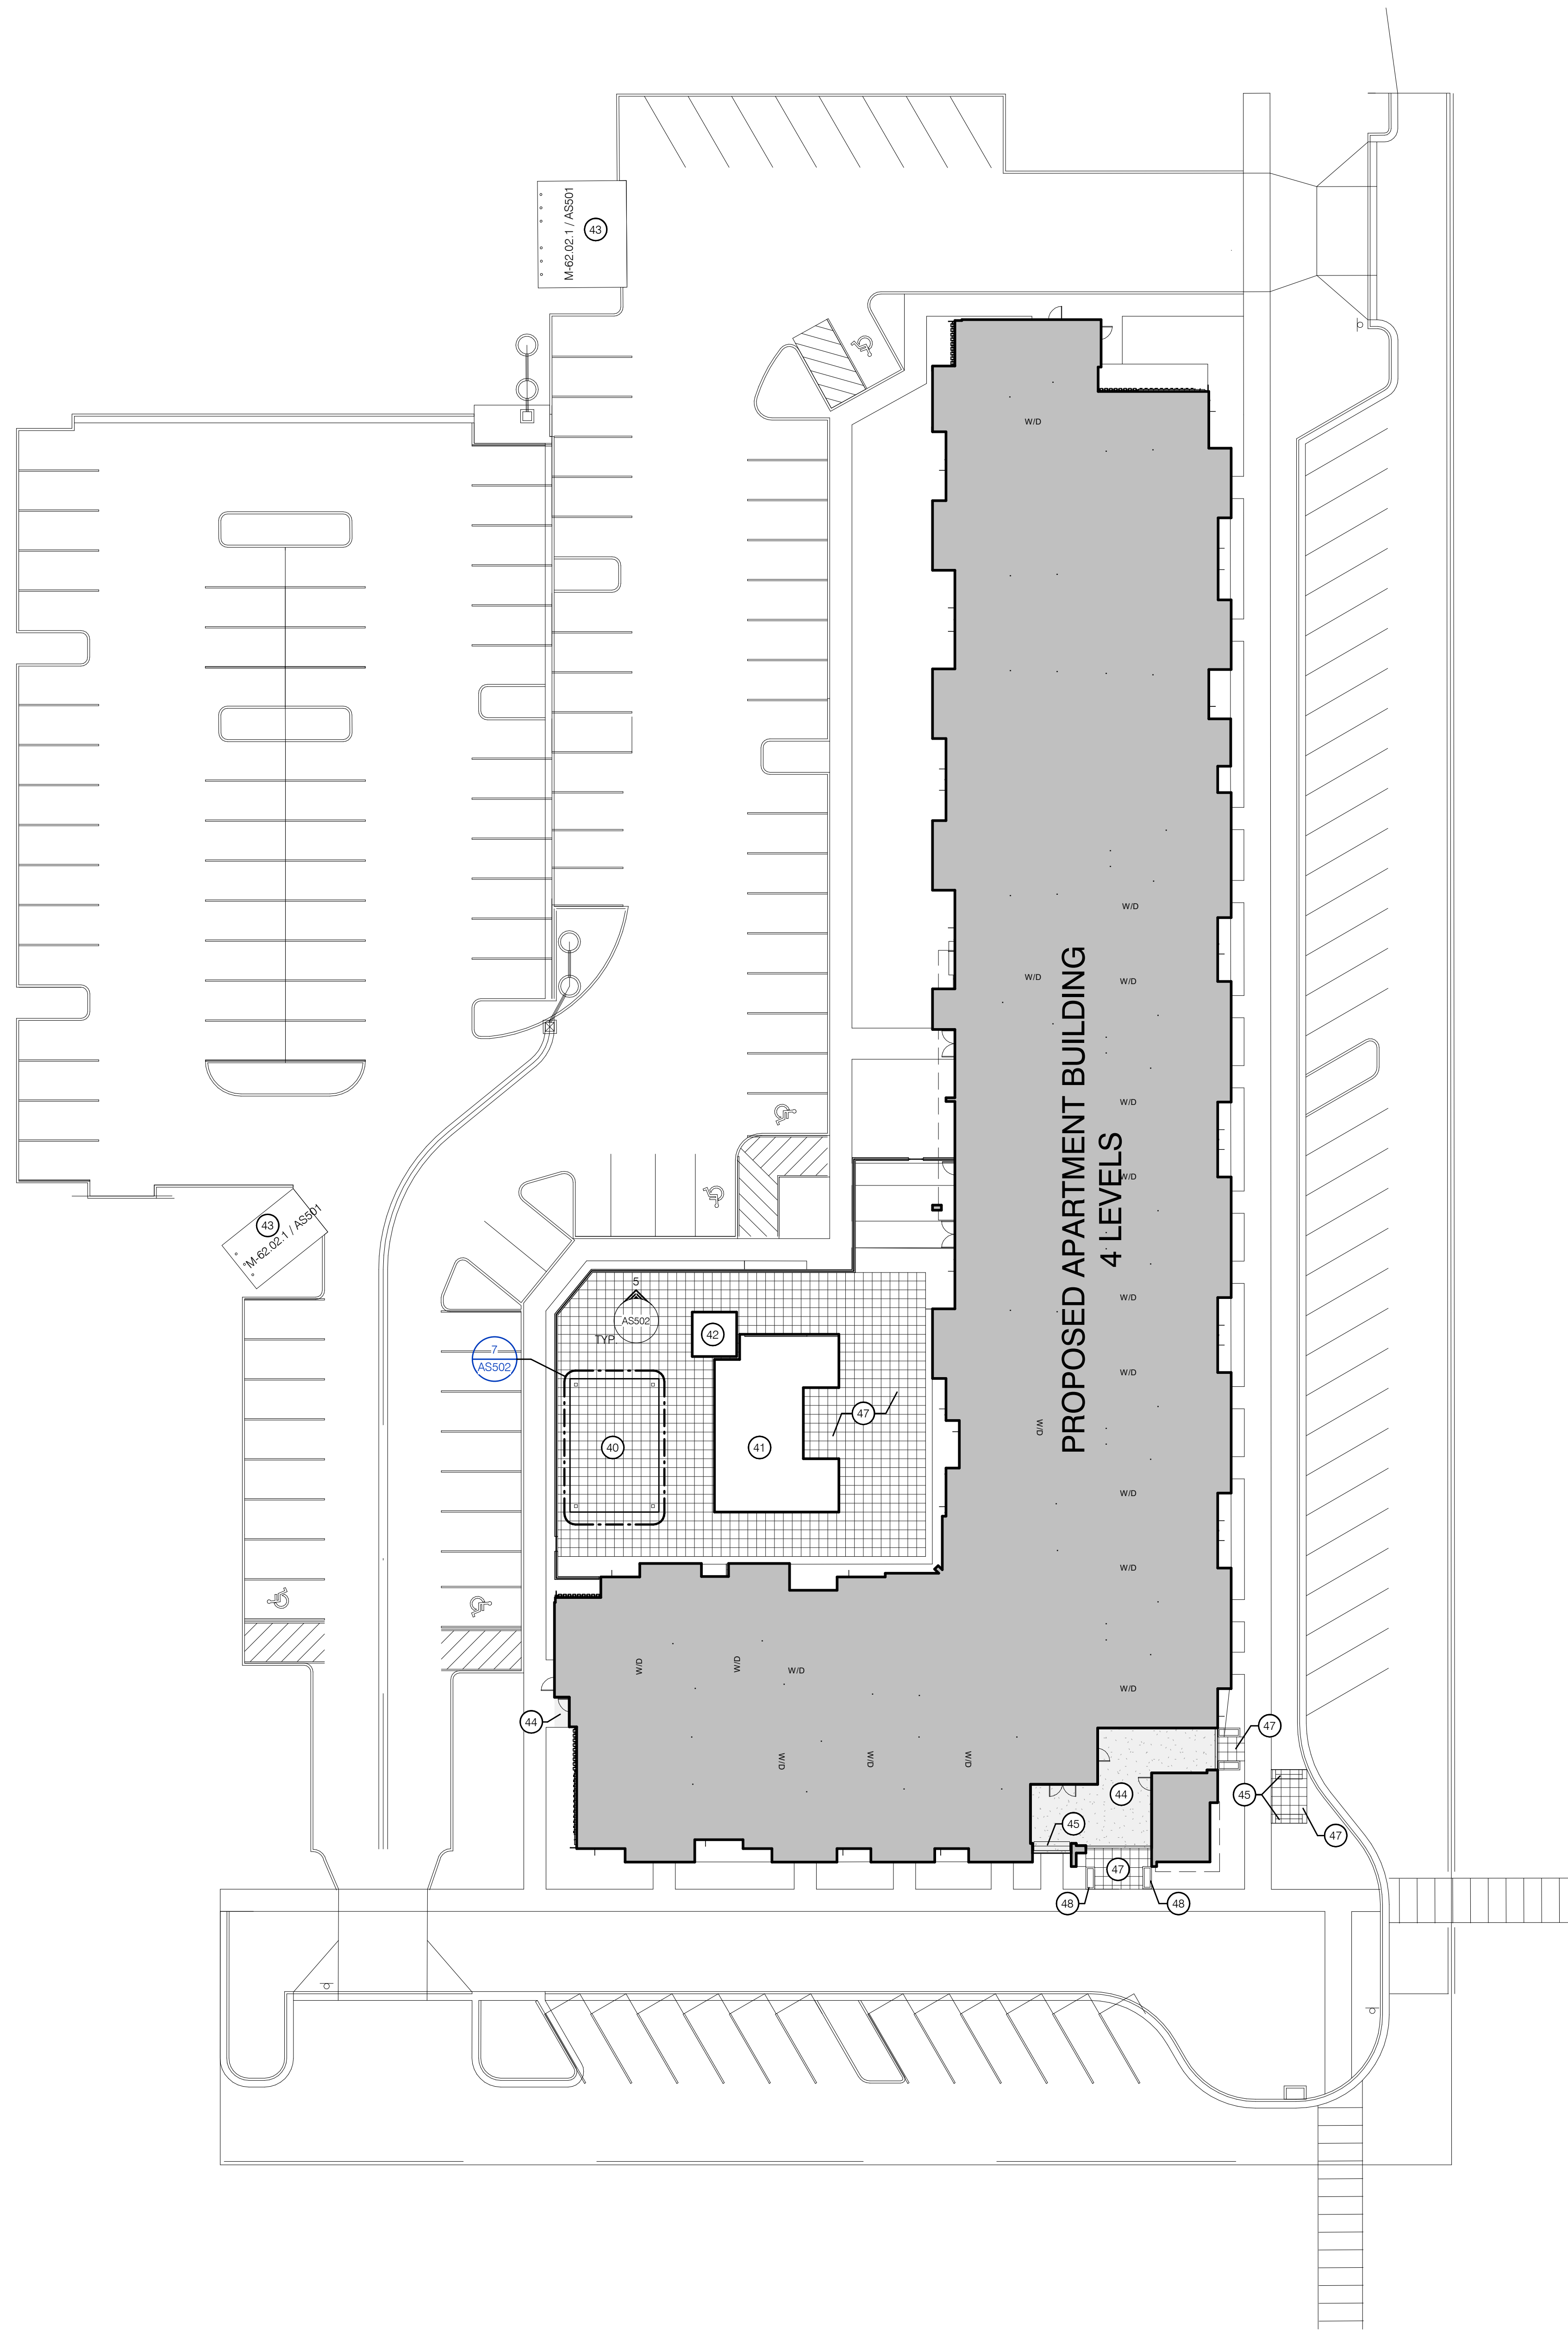 M-62.02.1 / AS501
43
W/D
W/D
W/D
W/D
PROPOSED APARTMENT BUILDING
4 LEVELS
W/D
W/D
43
M-62.02.1 / AS501
5
AS502
TYP.
42
W/D
7
AS502
W/D
47
W/D
40
41
W/D
W/D
W/D
W/D
W/D
W/D
44
47
W/D
W/D
W/D
44
45
45
47
47
48
48